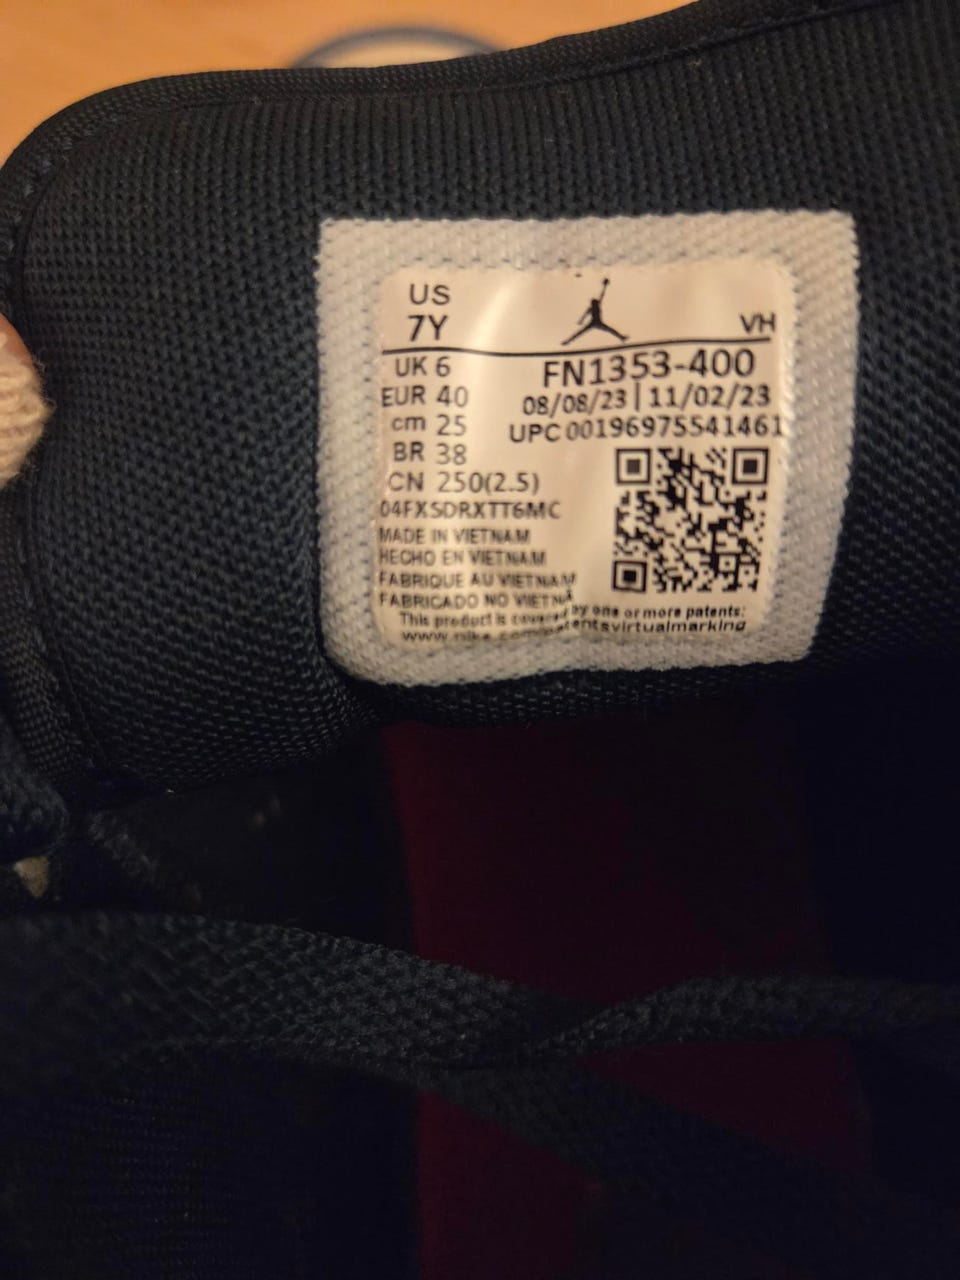 US
7Y
VH
UK 6
EUR 40
cm 25
BR 38
CN 250(2.5)
FN1353-400
08/08/23 | 11/02/23
UPC 00196975541461
04FXSDRXTT6MC
MADE IN VIETNAM
HECHO EN VIETNAM
FABRIQUE AU VIETNAM
FABRICADO NO VIETNÃ
This product is covered by one or more patents:
www.nike.com/patentsvirtualmarking